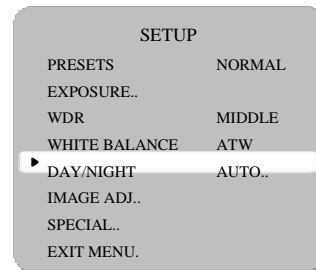 SETUP
PRESETS NORMAL
EXPOSURE..
WDR MIDDLE
WHITE BALANCE ATW
DAY/NIGHT AUTO..
IMAGE ADJ..
SPECIAL..
EXIT MENU.